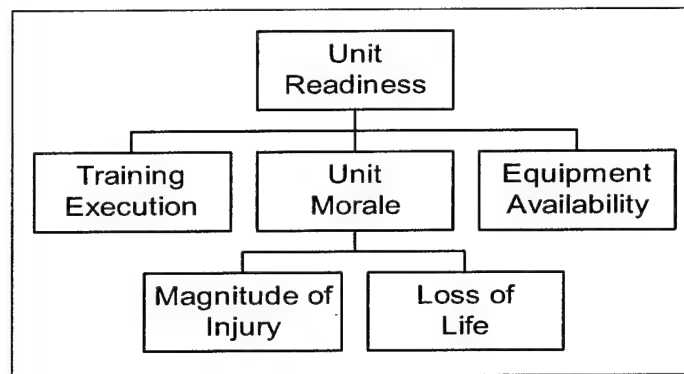 Unit
Readiness
Training
Execution
Unit
Morale
Equipment
Availability
Magnitude of
Injury
Loss of
Life